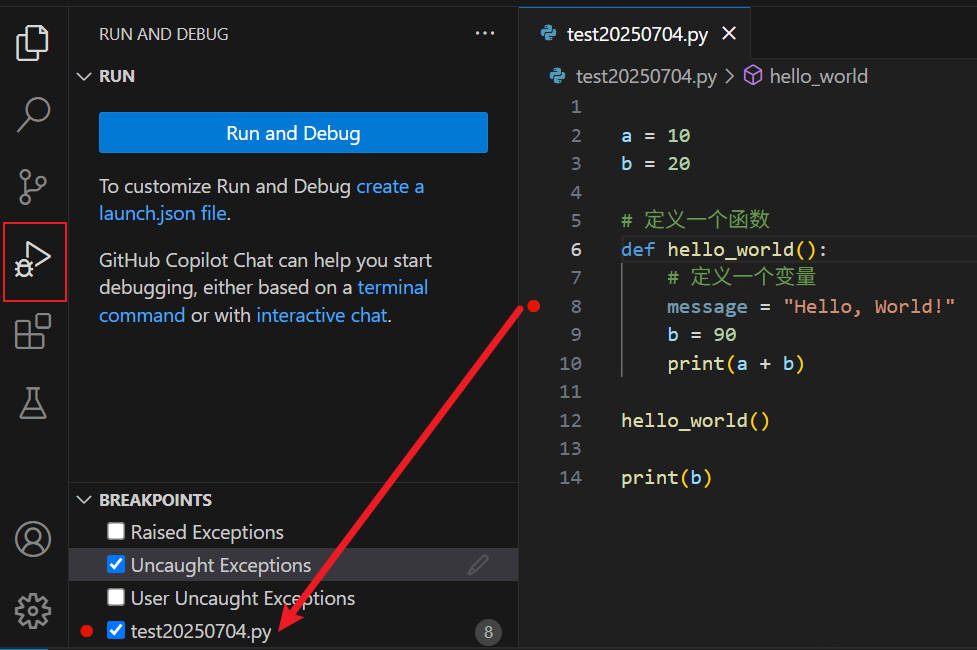 RUN AND DEBUG
RUN
Run and Debug
To customize Run and Debug create a
launch.json file.
GitHub Copilot Chat can help you start
debugging, either based on a terminal
command or with interactive chat.
BREAKPOINTS
Raised Exceptions
Uncaught Exceptions
User Uncaught Exceptions
test20250704.py 8
test20250704.py
test20250704.py > hello_world
1
2 a = 10
3 b = 20
4
5 # 定义一个函数
6 def hello_world():
7 # 定义一个变量
8 message = "Hello, World!"
9 b = 90
10 print(a + b)
11
12 hello_world()
13
14 print(b)